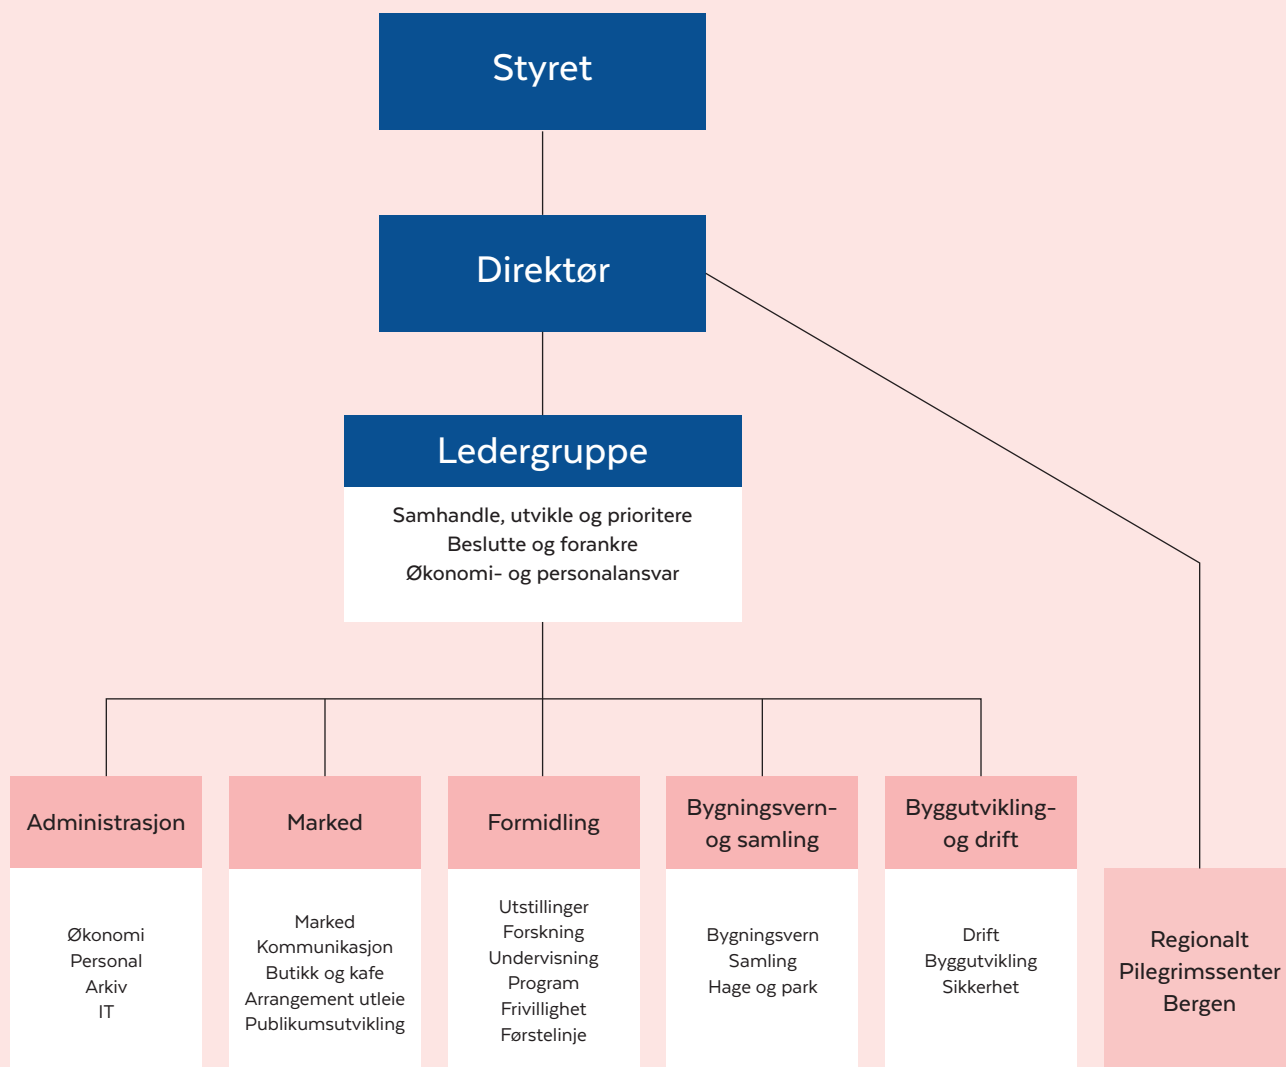 Styret
Direktør
Ledergruppe
Samhandle, utvikle og prioritere
Beslutte og forankre
Økonomi- og personalansvar
Administrasjon
Økonomi
Personal
Arkiv
IT
Marked
Marked
Kommunikasjon
Butikk og kafe
Arrangement utleie
Publikumsutvikling
Formidling
Utstillinger
Forskning
Undervisning
Program
Frivillighet
Førstelinje
Bygningsvern-
og samling
Bygningsvern
Samling
Hage og park
Byggutvikling-
og drift
Drift
Byggutvikling
Sikkerhet
Regionalt
Pilegrimssenter
Bergen